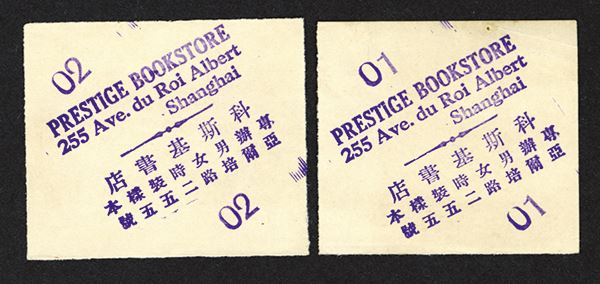 02
PRESTIGE BOOKSTORE
255 Ave. du Roi Albert
Shanghai
科斯基書店
專辦男女時裝樣本
亞爾培路二五五號
02
01
PRESTIGE BOOKSTORE
255 Ave. du Roi Albert
Shanghai
科斯基書店
專辦男女時裝樣本
亞爾培路二五五號
01